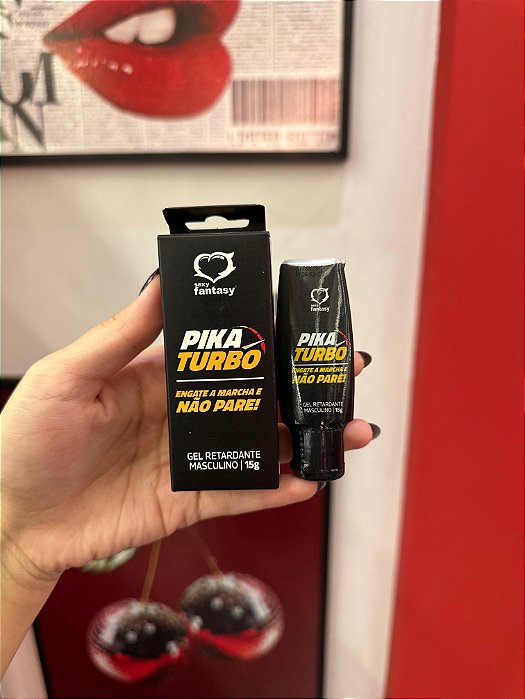 sexy
fantasy
PIKA
TURBO
ENGATE A MARCHA E
NÃO PARE!
GEL RETARDANTE
MASCULINO | 15g
sexy
fantasy
PIKA
TURBO
ENGATE A MARCHA E
NÃO PARE!
GEL RETARDANTE
MASCULINO | 15g